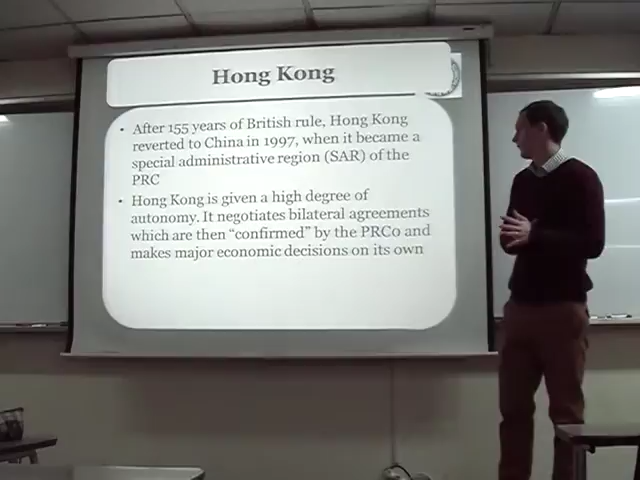 Hong Kong
• After 155 years of British rule, Hong Kong
reverted to China in 1997, when it became a
special administrative region (SAR) of the
PRC
• Hong Kong is given a high degree of
autonomy. It negotiates bilateral agreements
which are then “confirmed” by the PRCo and
makes major economic decisions on its own